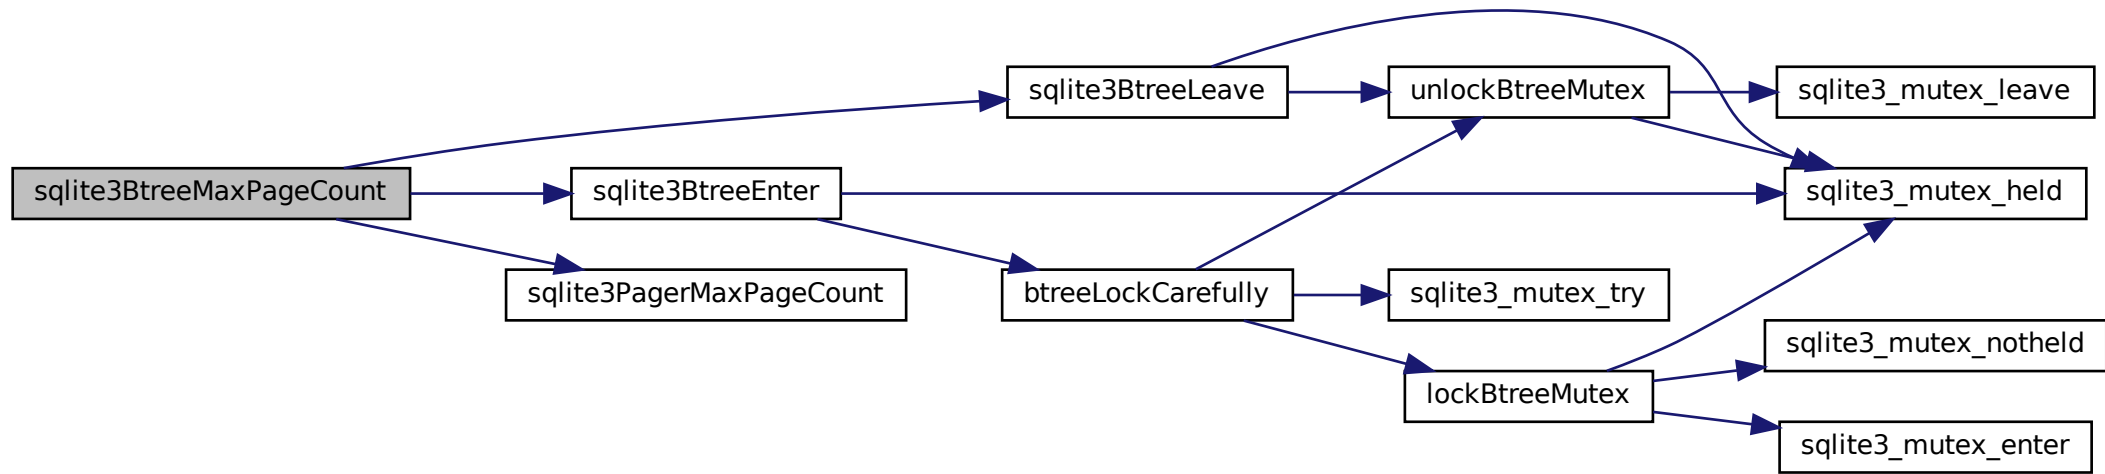 sqlite3BtreeMaxPageCount
sqlite3BtreeLeave
sqlite3BtreeEnter
sqlite3PagerMaxPageCount
btreeLockCarefully
unlockBtreeMutex
sqlite3_mutex_try
lockBtreeMutex
sqlite3_mutex_leave
sqlite3_mutex_held
sqlite3_mutex_notheld
sqlite3_mutex_enter